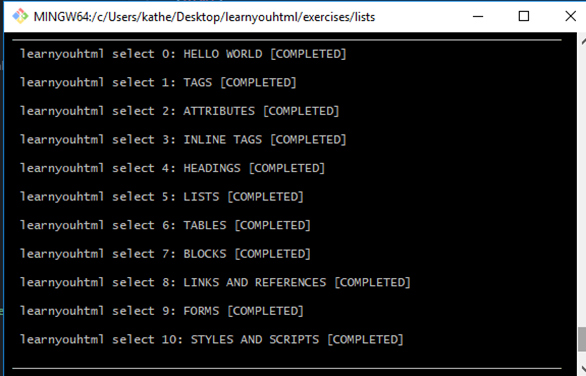 MINGW64:/c/Users/kathe/Desktop/learnyouhtml/exercises/lists
learnyouhtml select 0: HELLO WORLD [COMPLETED]
learnyouhtml select 1: TAGS [COMPLETED]
learnyouhtml select 2: ATTRIBUTES [COMPLETED]
learnyouhtml select 3: INLINE TAGS [COMPLETED]
learnyouhtml select 4: HEADINGS [COMPLETED]
learnyouhtml select 5: LISTS [COMPLETED]
learnyouhtml select 6: TABLES [COMPLETED]
learnyouhtml select 7: BLOCKS [COMPLETED]
learnyouhtml select 8: LINKS AND REFERENCES [COMPLETED]
learnyouhtml select 9: FORMS [COMPLETED]
learnyouhtml select 10: STYLES AND SCRIPTS [COMPLETED]